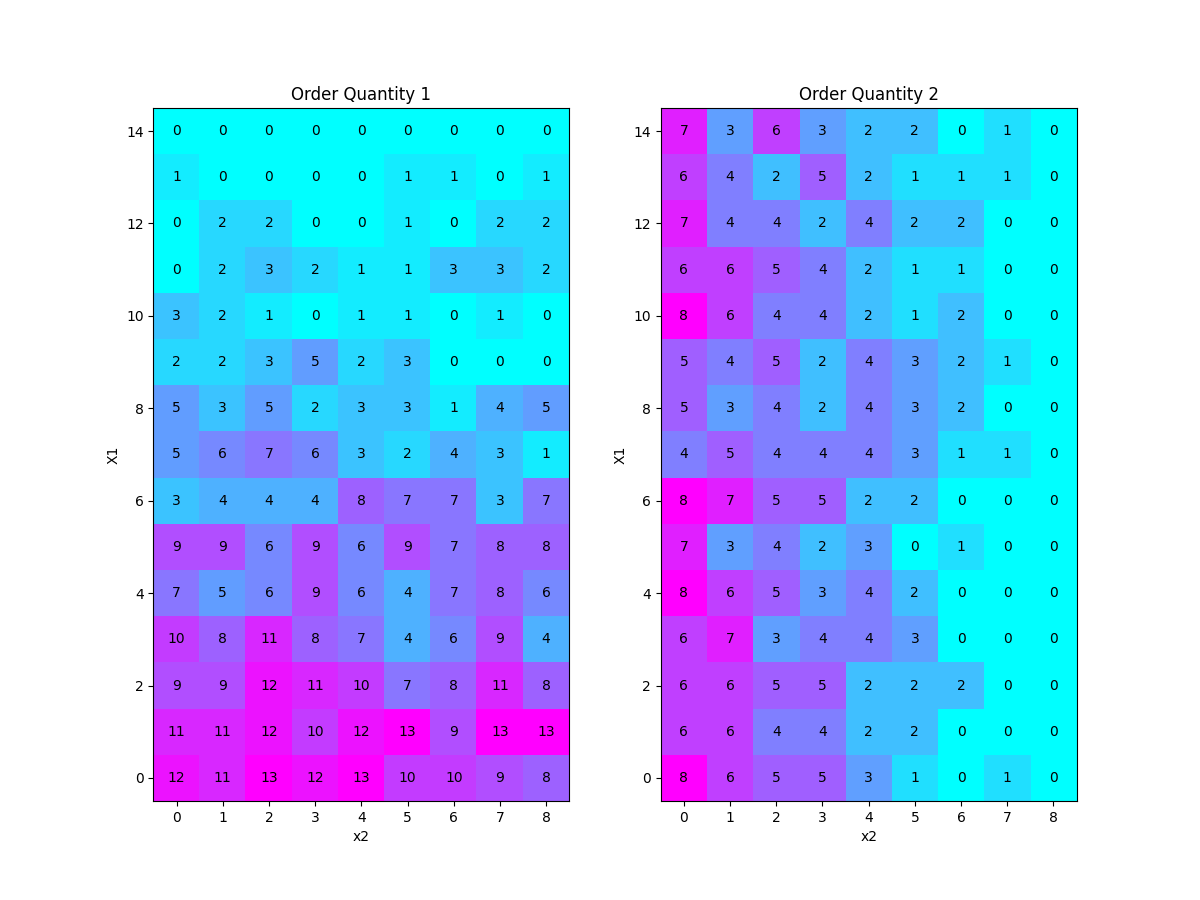 Order Quantity 1
14 0 0 0 0 0 0 0 0 0
1 0 0 0 0 1 1 0 1
12 0 2 2 0 0 1 0 2 2
0 2 3 2 1 1 3 3 2
10 3 2 1 0 1 1 0 1 0
2 2 3 5 2 3 0 0 0
8 5 3 5 2 3 3 1 4 5
X1
5 6 7 6 3 2 4 3 1
6 3 4 4 4 8 7 7 3 7
9 9 6 9 6 9 7 8 8
4 7 5 6 9 6 4 7 8 6
10 8 11 8 7 4 6 9 4
2 9 9 12 11 10 7 8 11 8
11 11 12 10 12 13 9 13 13
0 12 11 13 12 13 10 10 9 8
0 1 2 3 4 5 6 7 8
x2
Order Quantity 2
14 7 3 6 3 2 2 0 1 0
6 4 2 5 2 1 1 1 0
12 7 4 4 2 4 2 2 0 0
6 6 5 4 2 1 1 0 0
10 8 6 4 4 2 1 2 0 0
5 4 5 2 4 3 2 1 0
8 5 3 4 2 4 3 2 0 0
X1
4 5 4 4 4 3 1 1 0
6 8 7 5 5 2 2 0 0 0
7 3 4 2 3 0 1 0 0
4 8 6 5 3 4 2 0 0 0
6 7 3 4 4 3 0 0 0
2 6 6 5 5 2 2 2 0 0
6 6 4 4 2 2 0 0 0
0 8 6 5 5 3 1 0 1 0
0 1 2 3 4 5 6 7 8
x2